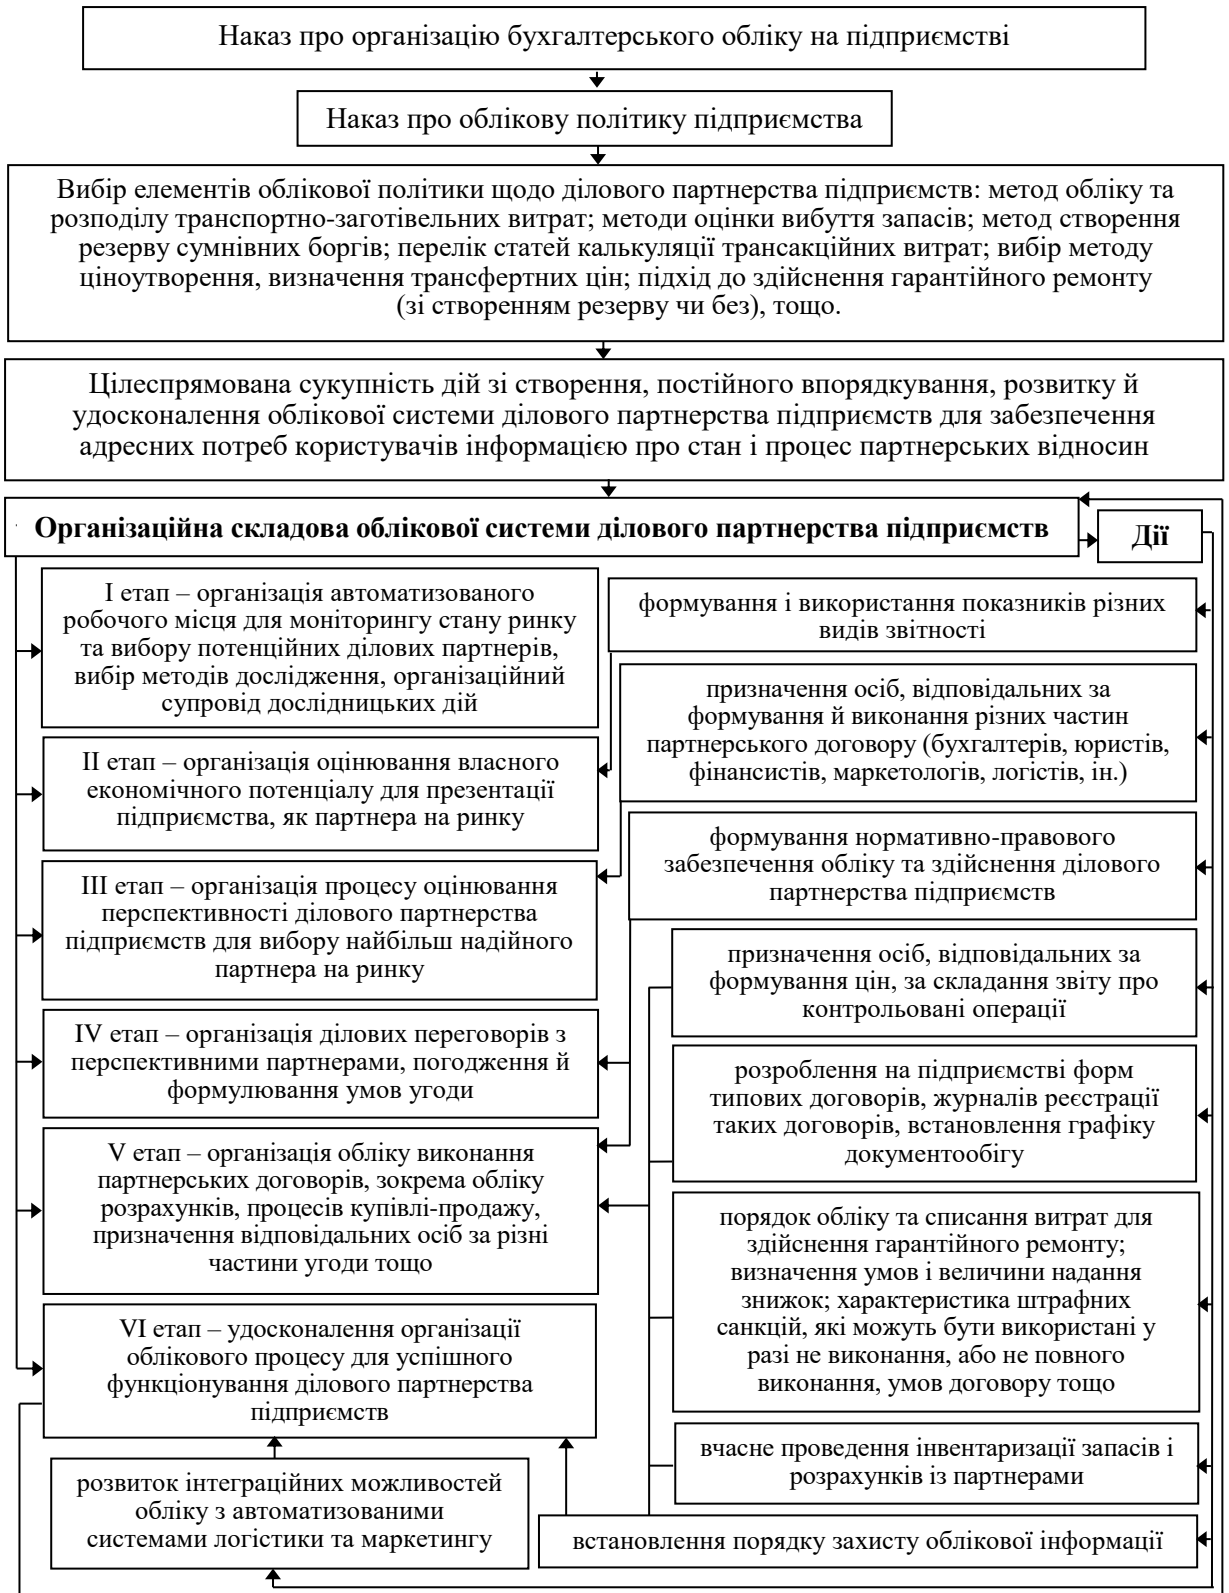 Наказ про організацію бухгалтерського обліку на підприємстві
Наказ про облікову політику підприємства
Вибір елементів облікової політики щодо ділового партнерства підприємств: метод обліку та
розподілу транспортно-заготівельних витрат; методи оцінки вибуття запасів; метод створення
резерву сумнівних боргів; перелік статей калькуляції трансакційних витрат; вибір методу
ціноутворення, визначення трансфертних цін; підхід до здійснення гарантійного ремонту
(зі створенням резерву чи без), тощо.
Цілеспрямована сукупність дій зі створення, постійного впорядкування, розвитку й
удосконалення облікової системи ділового партнерства підприємств для забезпечення
адресних потреб користувачів інформацією про стан і процес партнерських відносин
Організаційна складова облікової системи ділового партнерства підприємств
Дії
І етап – організація автоматизованого
робочого місця для моніторингу стану ринку
та вибору потенційних ділових партнерів,
вибір методів дослідження, організаційний
супровід дослідницьких дій
ІІ етап – організація оцінювання власного
економічного потенціалу для презентації
підприємства, як партнера на ринку
ІІІ етап – організація процесу оцінювання
перспективності ділового партнерства
підприємств для вибору найбільш надійного
партнера на ринку
IV етап – організація ділових переговорів з
перспективними партнерами, погодження й
формулювання умов угоди
V етап – організація обліку виконання
партнерських договорів, зокрема обліку
розрахунків, процесів купівлі-продажу,
призначення відповідальних осіб за різні
частини угоди тощо
VI етап – удосконалення організації
облікового процесу для успішного
функціонування ділового партнерства
підприємств
розвиток інтеграційних можливостей
обліку з автоматизованими
системами логістики та маркетингу
формування і використання показників різних
видів звітності
призначення осіб, відповідальних за
формування й виконання різних частин
партнерського договору (бухгалтерів, юристів,
фінансистів, маркетологів, логістів, ін.)
формування нормативно-правового
забезпечення обліку та здійснення ділового
партнерства підприємств
призначення осіб, відповідальних за
формування цін, за складання звіту про
контрольовані операції
розроблення на підприємстві форм
типових договорів, журналів реєстрації
таких договорів, встановлення графіку
документообігу
порядок обліку та списання витрат для
здійснення гарантійного ремонту;
визначення умов і величини надання
знижок; характеристика штрафних
санкцій, які можуть бути використані у
разі не виконання, або не повного
виконання, умов договору тощо
вчасне проведення інвентаризації запасів і
розрахунків із партнерами
встановлення порядку захисту облікової інформації